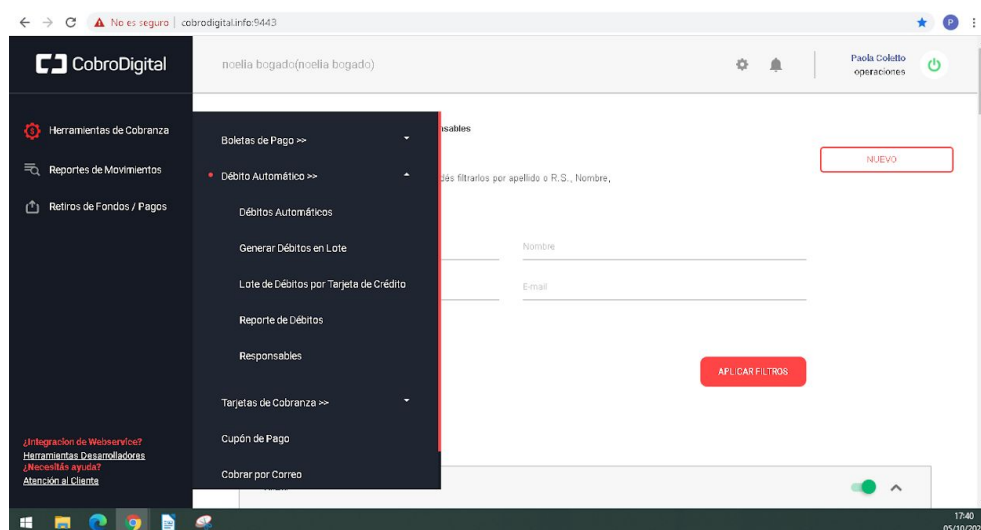 No es seguro cobrodigital.info:9443
P
CobroDigital
noelia bogado(noelia bogado)
Paola Coletto
operaciones
Herramientas de Cobranza
Reportes de Movimientos
Retiros de Fondos / Pagos
¿Integracion de Webservice?
Herramientas Desarrolladores
¿Necesitás ayuda?
Atención al Cliente
Boletas de Pago >>
Débito Automático >>
Débitos Automáticos
Generar Débitos en Lote
Lote de Débitos por Tarjeta de Crédito
Reporte de Débitos
Responsables
Tarjetas de Cobranza >>
Cupón de Pago
Cobrar por Correo
nsables
NUEVO
dés filtrarlos por apellido o R.S., Nombre,
Nombre
E-mail
APLICAR FILTROS
17:40
05/10/202